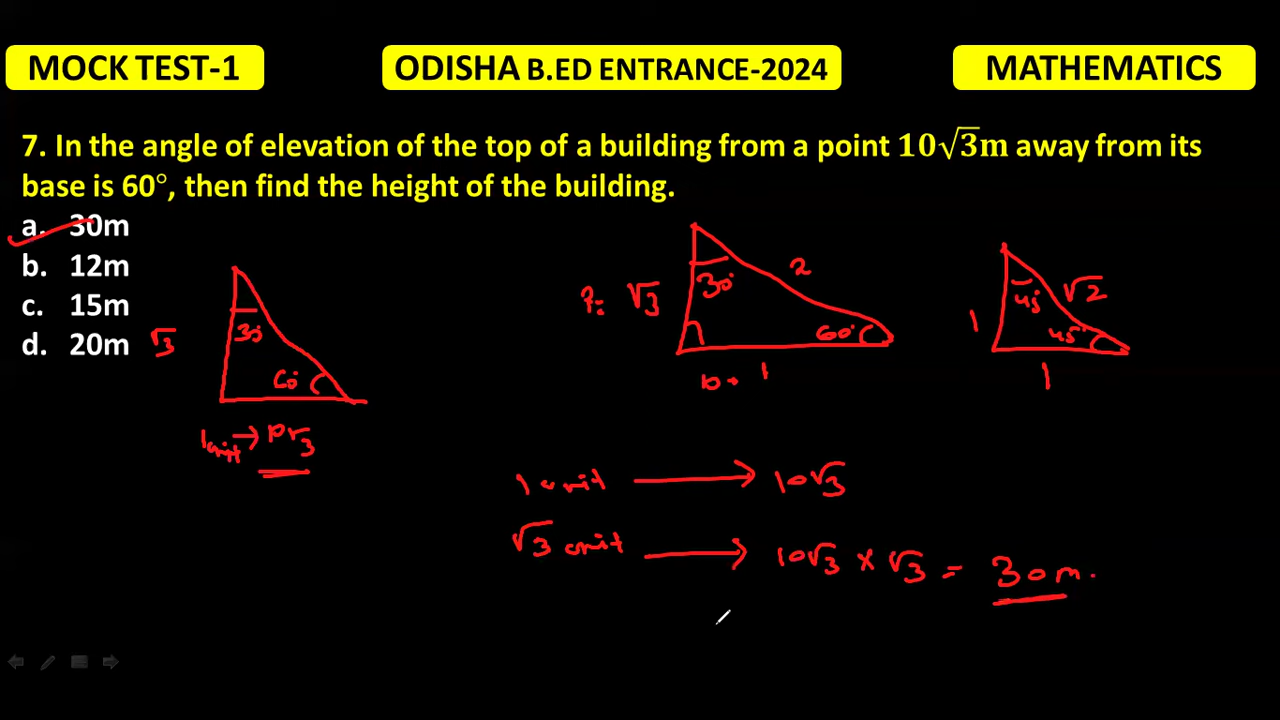 MOCK TEST-1
ODISHA B.ED ENTRANCE-2024
MATHEMATICS
7. In the angle of elevation of the top of a building from a point 10√3m away from its
base is 60°, then find the height of the building.
a. 30m
b. 12m
c. 15m
d. 20m
√3
30
60
1 unit →
√3
30°
2
60°
1
1
45
√2
45°
1
1 unit → 10√3
√3 unit → 10√3 × √3 = 30m.